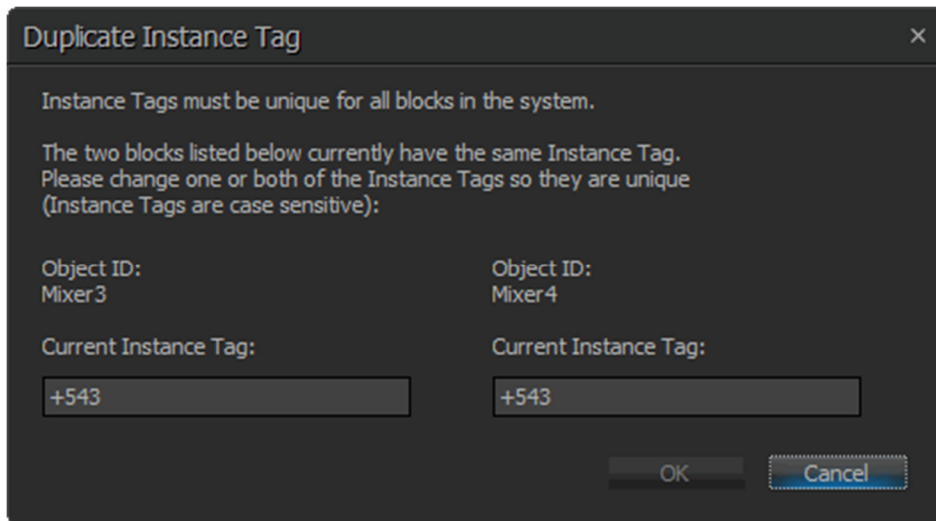 Duplicate Instance Tag
Instance Tags must be unique for all blocks in the system.
The two blocks listed below currently have the same Instance Tag.
Please change one or both of the Instance Tags so they are unique
(Instance Tags are case sensitive):
Object ID:
Mixer3
Object ID:
Mixer4
Current Instance Tag:
+543
Current Instance Tag:
+543
OK
Cancel